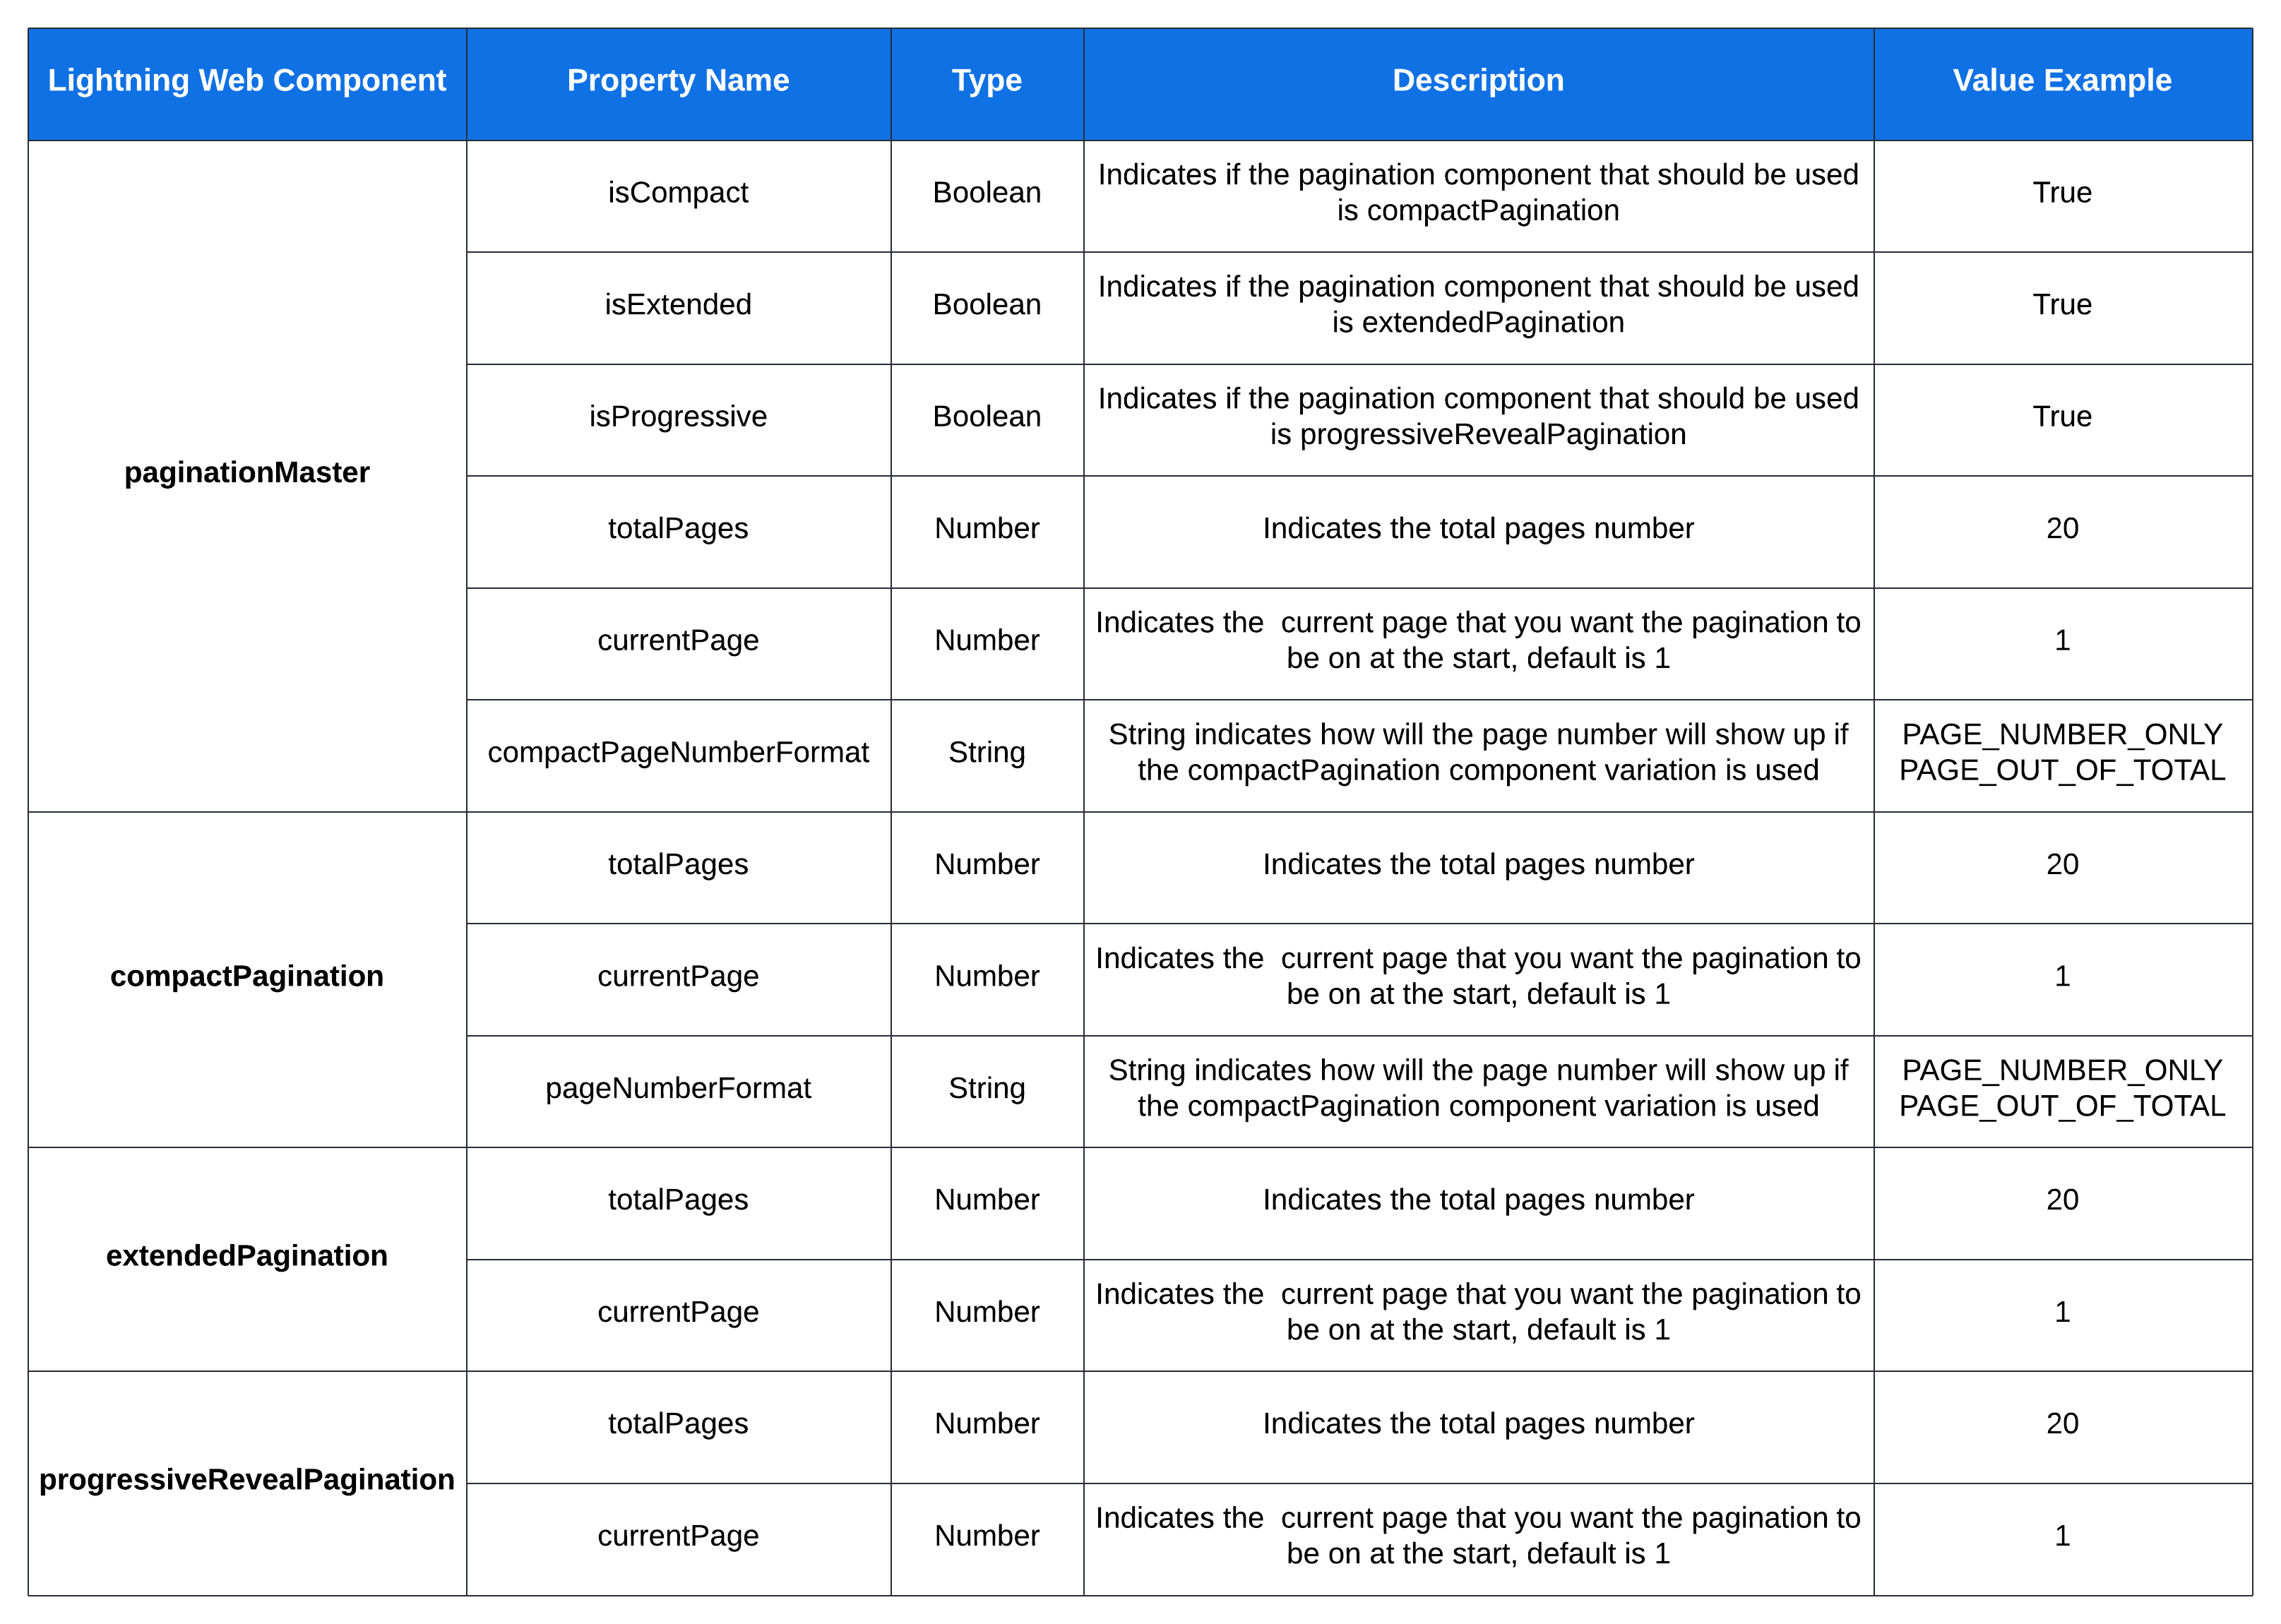 Lightning Web Component Property Name Type Description Value Example
paginationMaster
isCompact Boolean Indicates if the pagination component that should be used
is compactPagination True
isExtended Boolean Indicates if the pagination component that should be used
is extendedPagination True
isProgressive Boolean Indicates if the pagination component that should be used
is progressiveRevealPagination True
totalPages Number Indicates the total pages number 20
currentPage Number Indicates the  current page that you want the pagination to
be on at the start, default is 1 1
compactPageNumberFormat String String indicates how will the page number will show up if
the compactPagination component variation is used
PAGE_NUMBER_ONLY
PAGE_OUT_OF_TOTAL
compactPagination
totalPages Number Indicates the total pages number 20
currentPage Number Indicates the  current page that you want the pagination to
be on at the start, default is 1 1
pageNumberFormat String String indicates how will the page number will show up if
the compactPagination component variation is used
PAGE_NUMBER_ONLY
PAGE_OUT_OF_TOTAL
extendedPagination
totalPages Number Indicates the total pages number 20
currentPage Number Indicates the  current page that you want the pagination to
be on at the start, default is 1 1
progressiveRevealPagination
totalPages Number Indicates the total pages number 20
currentPage Number Indicates the  current page that you want the pagination to
be on at the start, default is 1 1